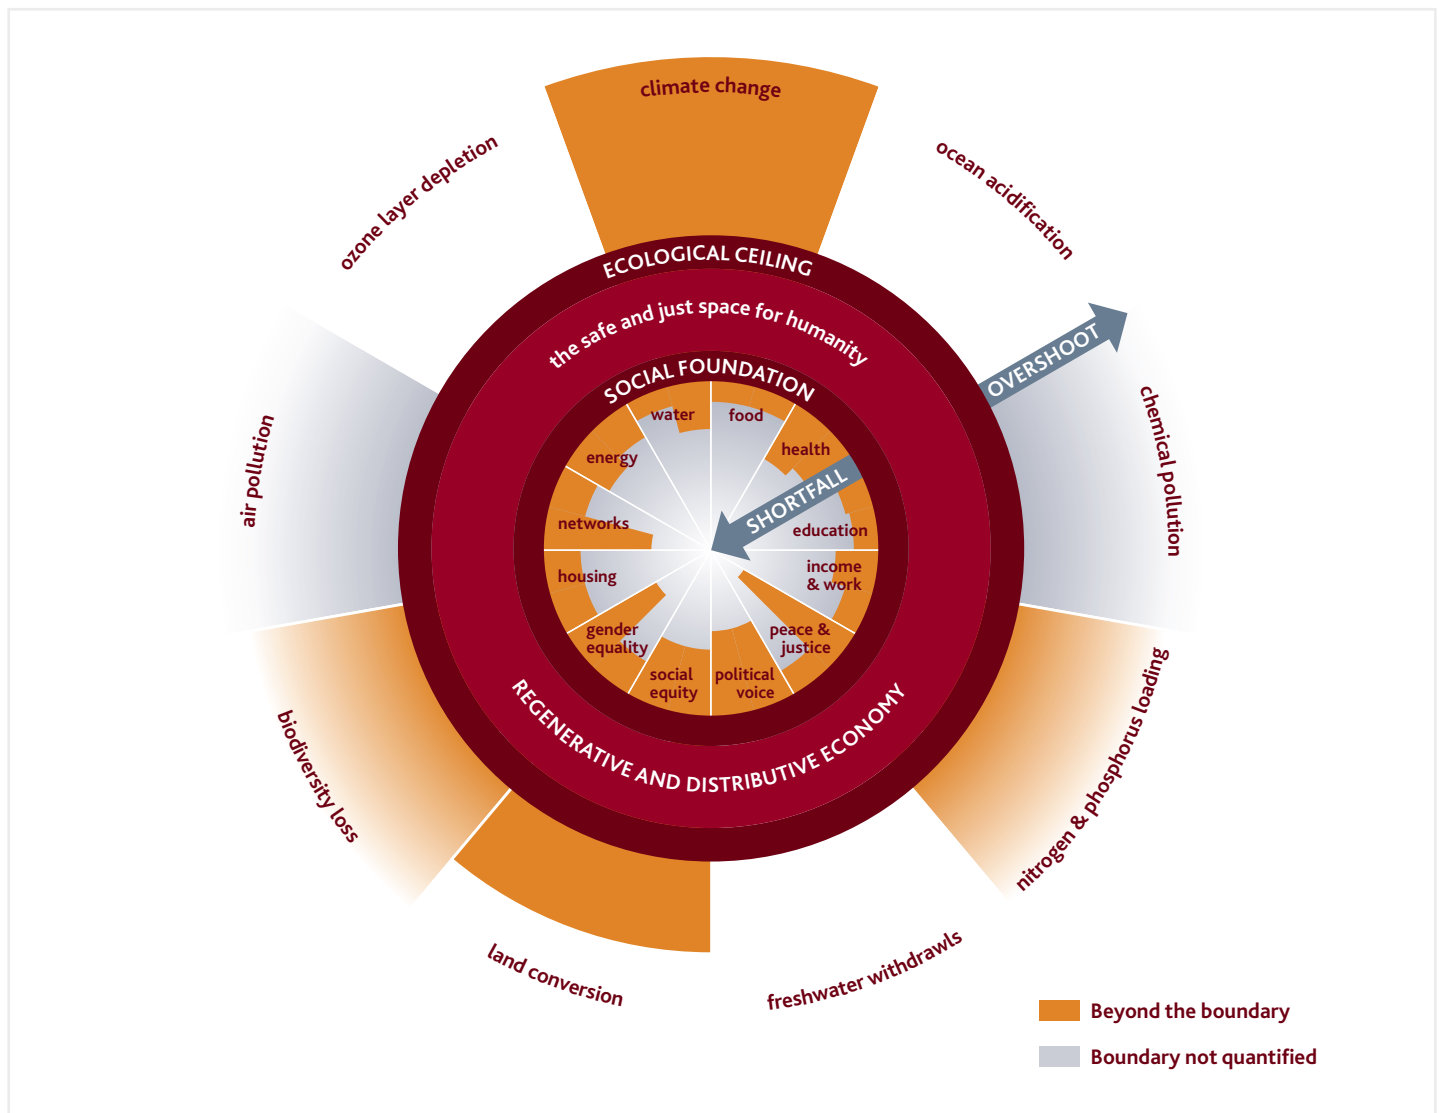 climate change
ozone layer depletion
ocean acidification
ECOLOGICAL CEILING
the safe and just space for humanity
SOCIAL FOUNDATION
OVERSHOOT
SHORTFALL
air pollution
chemical pollution
water
food
energy
health
networks
education
housing
income
& work
gender
equality
peace &
justice
social
equity
political
voice
REGENERATIVE AND DISTRIBUTIVE ECONOMY
biodiversity loss
nitrogen & phosphorus loading
land conversion
freshwater withdrawls
Beyond the boundary
Boundary not quantified